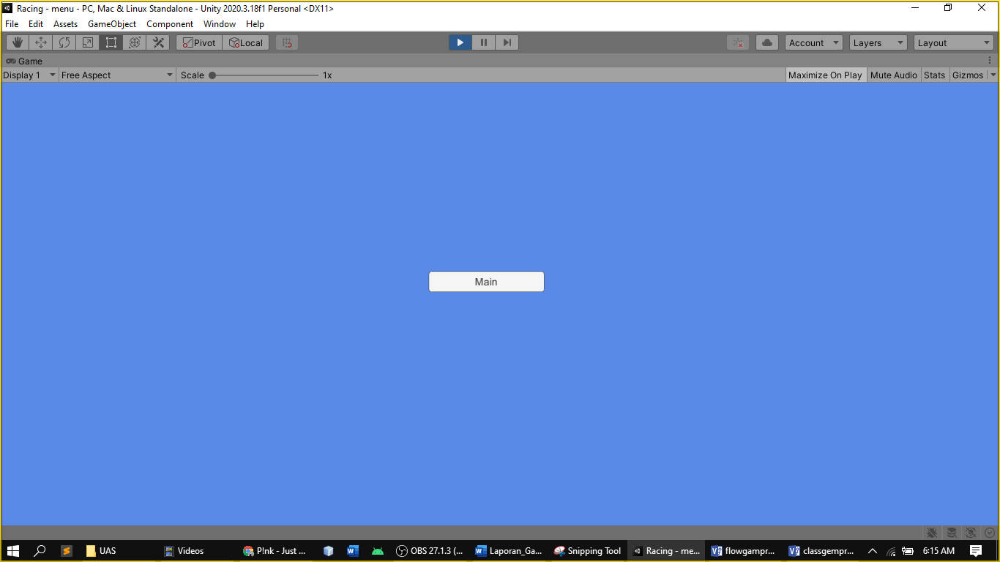 Racing - menu - PC, Mac & Linux Standalone - Unity 2020.3.18f1 Personal <DX11>
File Edit Assets GameObject Component Window Help
Pivot Local Account Layers Layout
Game
Display 1 Free Aspect Scale 1x Maximize On Play Mute Audio Stats Gizmos
Main
UAS Videos P!nk - Just ... OBS 27.1.3 (... Laporan_Ga... Snipping Tool Racing - me... flowgampr... classgempr... 6:15 AM